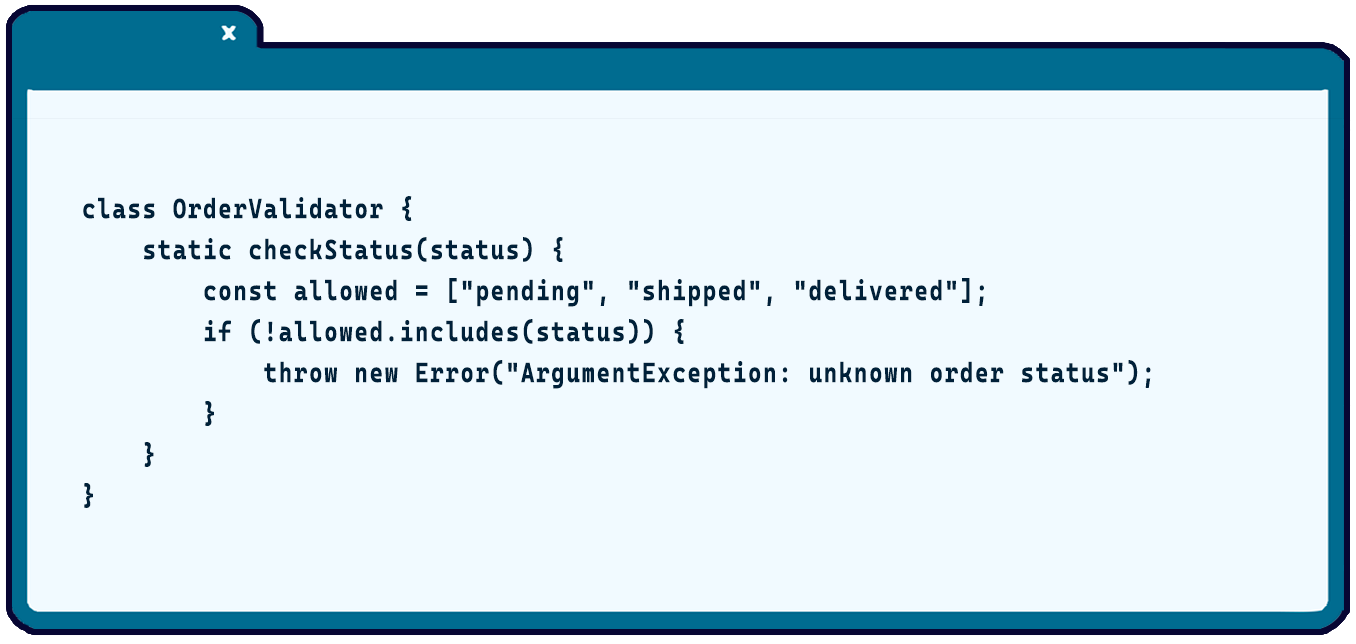 x
class OrderValidator {
    static checkStatus(status) {
        const allowed = ["pending", "shipped", "delivered"];
        if (!allowed.includes(status)) {
            throw new Error("ArgumentException: unknown order status");
        }
    }
}